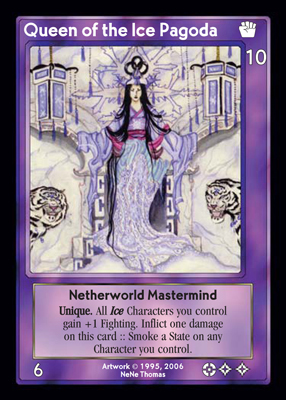 Queen of the Ice Pagoda
10
Netherworld Mastermind
Unique. All Ice Characters you control
gain +1 Fighting. Inflict one damage
on this card :: Smoke a State on any
Character you control.
6
Artwork © 1995, 2006
NeNe Thomas